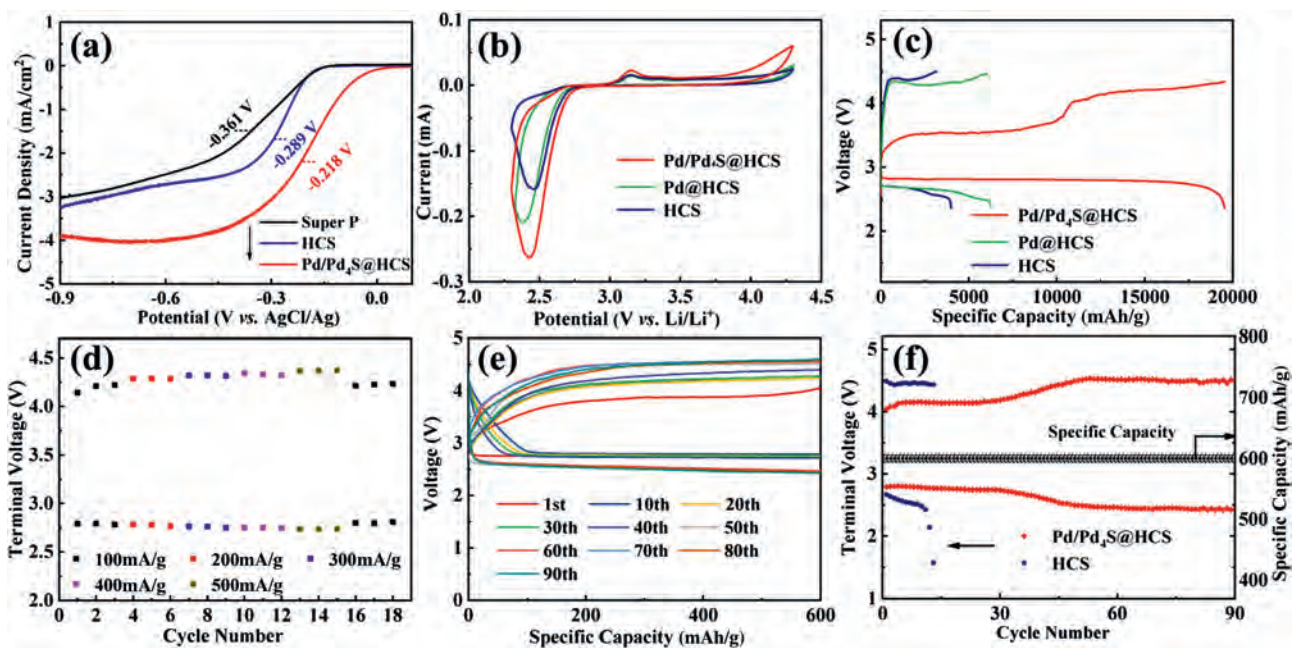 (a)
Current Density (mA/cm²)
0
-1
-2
-3
-4
-5
-0.361 V
-0.289 V
-0.218 V
Super P
HCS
Pd/Pd₄S@HCS
-0.9 -0.6 -0.3 0.0
Potential (V vs. AgCl/Ag)
(b)
Current (mA)
0.1
0.0
-0.1
-0.2
-0.3
Pd/Pd₄S@HCS
Pd@HCS
HCS
2.0 2.5 3.0 3.5 4.0 4.5
Potential (V vs. Li/Li⁺)
(c)
Voltage (V)
5
4
3
2
Pd/Pd₄S@HCS
Pd@HCS
HCS
0 5000 10000 15000 20000
Specific Capacity (mAh/g)
(d)
Terminal Voltage (V)
4.5
4.0
3.5
3.0
2.5
2.0
100mA/g 200mA/g 300mA/g
400mA/g 500mA/g
0 2 4 6 8 10 12 14 16 18
Cycle Number
(e)
Voltage (V)
5
4
3
2
1
0
1st 10th 20th
30th 40th 50th
60th 70th 80th
90th
0 200 400 600
Specific Capacity (mAh/g)
(f)
Terminal Voltage (V)
5
4
3
2
1
Specific Capacity
Pd/Pd₄S@HCS
HCS
800
700
600
500
400
Specific Capacity (mAh/g)
0 30 60 90
Cycle Number